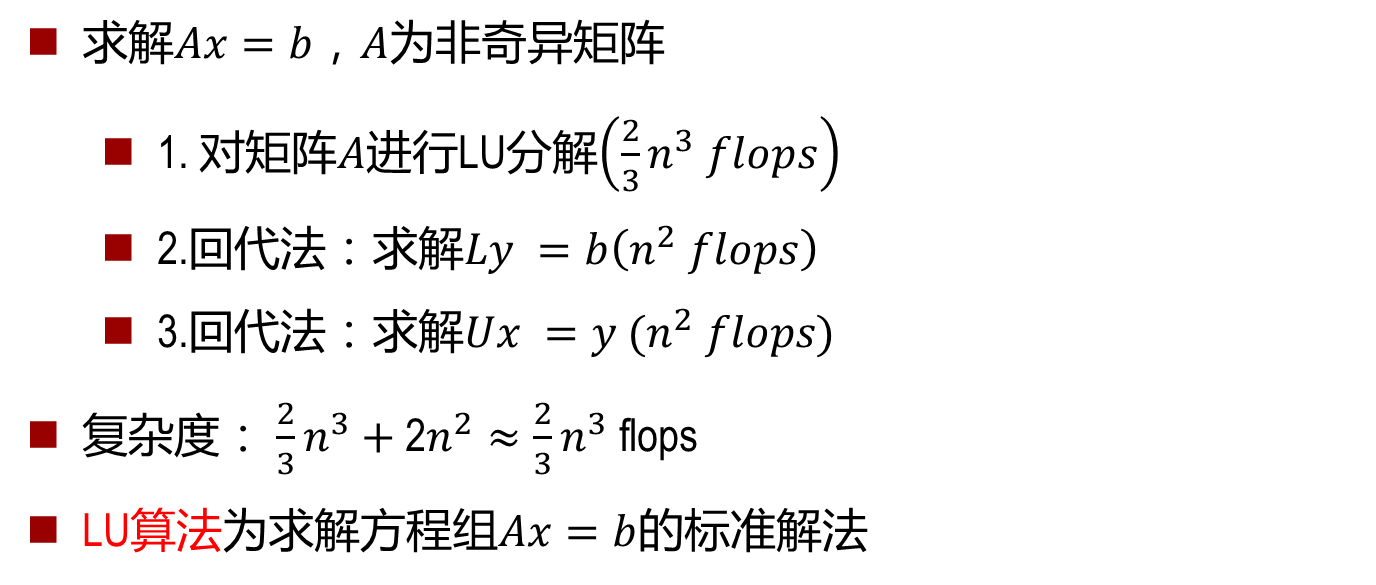 求解𝐴𝑥 = 𝑏，𝐴为非奇异矩阵
1. 对矩阵𝐴进行LU分解(2/3 𝑛³ 𝑓𝑙𝑜𝑝𝑠)
2.回代法：求解𝐿𝑦 = 𝑏(𝑛² 𝑓𝑙𝑜𝑝𝑠)
3.回代法：求解𝑈𝑥 = 𝑦 (𝑛² 𝑓𝑙𝑜𝑝𝑠)
复杂度： 2/3 𝑛³ + 2𝑛² ≈ 2/3 𝑛³ flops
LU算法为求解方程组𝐴𝑥 = 𝑏的标准解法